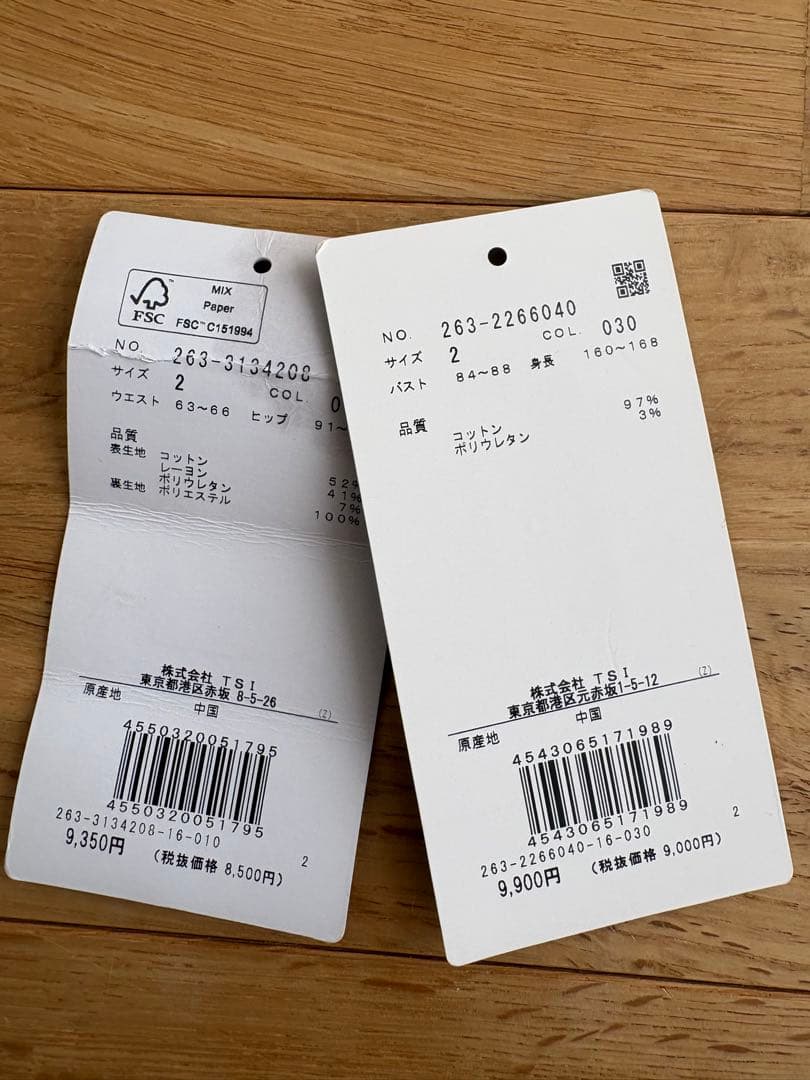 FSC™
MIX
Paper
FSC™C151994
NO. 263-3134208
サイズ 2 COL. 0
ウエスト 63～66 ヒップ 91～
品質
表生地 コットン 52%
レーヨン 41%
ポリウレタン 7%
裏生地 ポリエステル 100%
株式会社 TSI
東京都港区赤坂 8-5-26
原産地 中国 (Z)
4550320051795
4550320051795
263-3134208-16-010
9,350円 (税抜価格 8,500円) 2
NO. 263-2266040
サイズ 2 COL. 030
バスト 84～88 身長 160～168
品質 コットン 97%
ポリウレタン 3%
株式会社 TSI
東京都港区元赤坂1-5-12 (Z)
原産地 中国
4543065171989
4543065171989
263-2266040-16-030 2
9,900円 (税抜価格 9,000円)